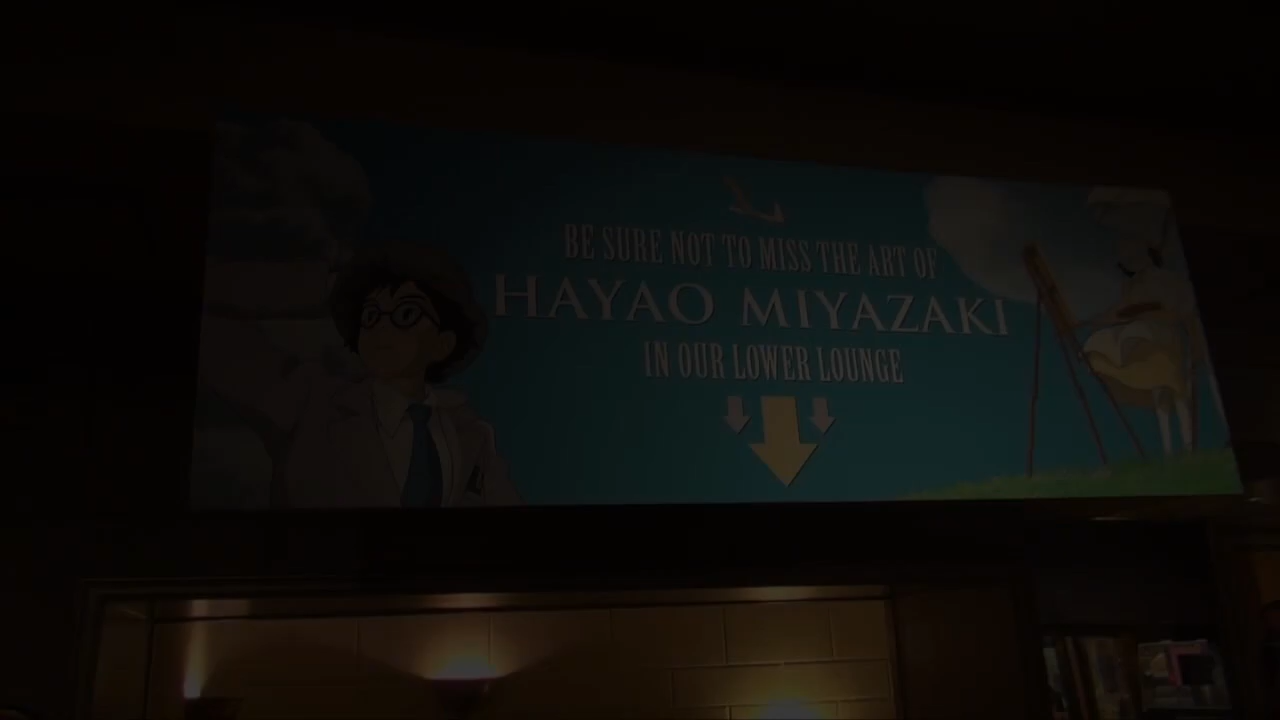 BE SURE NOT TO MISS THE ART OF
HAYAO MIYAZAKI
IN OUR LOWER LOUNGE